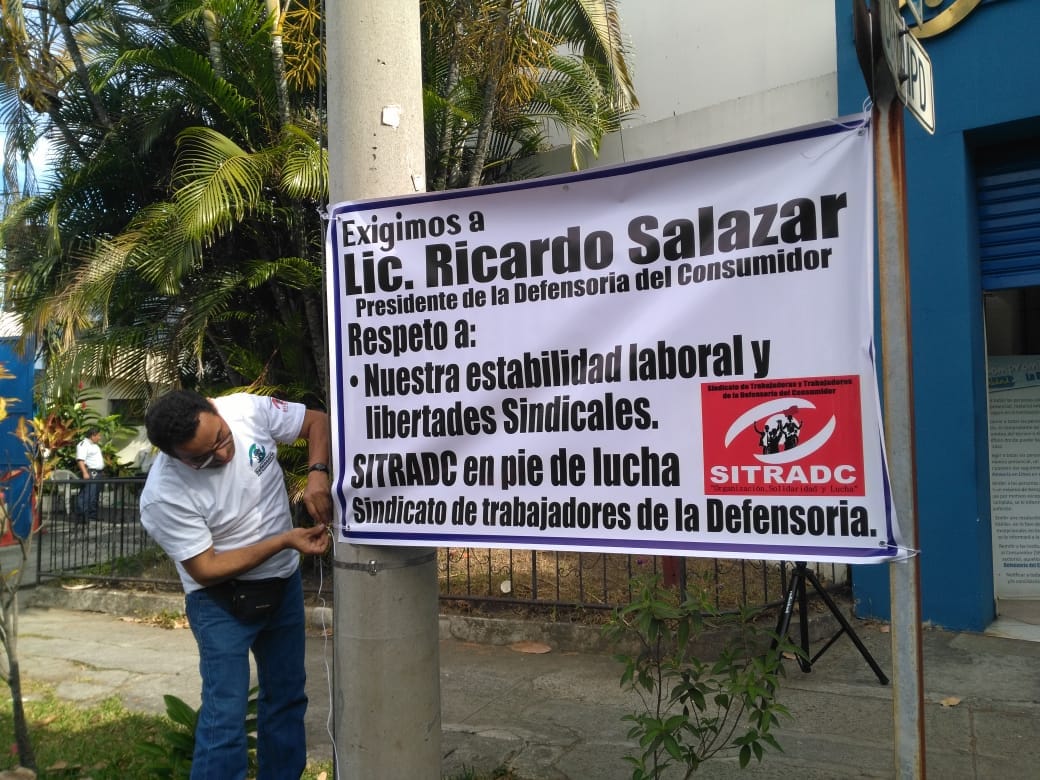 Exigimos a
Lic. Ricardo Salazar
Presidente de la Defensoria del Consumidor
Respeto a:
• Nuestra estabilidad laboral y
libertades Sindicales.
SITRADC en pie de lucha
Sindicato de trabajadores de la Defensoria.
Sindicato de Trabajadoras y Trabajadores
de la Defensoria del Consumidor
SITRADC
"Organización, Solidaridad y Lucha"